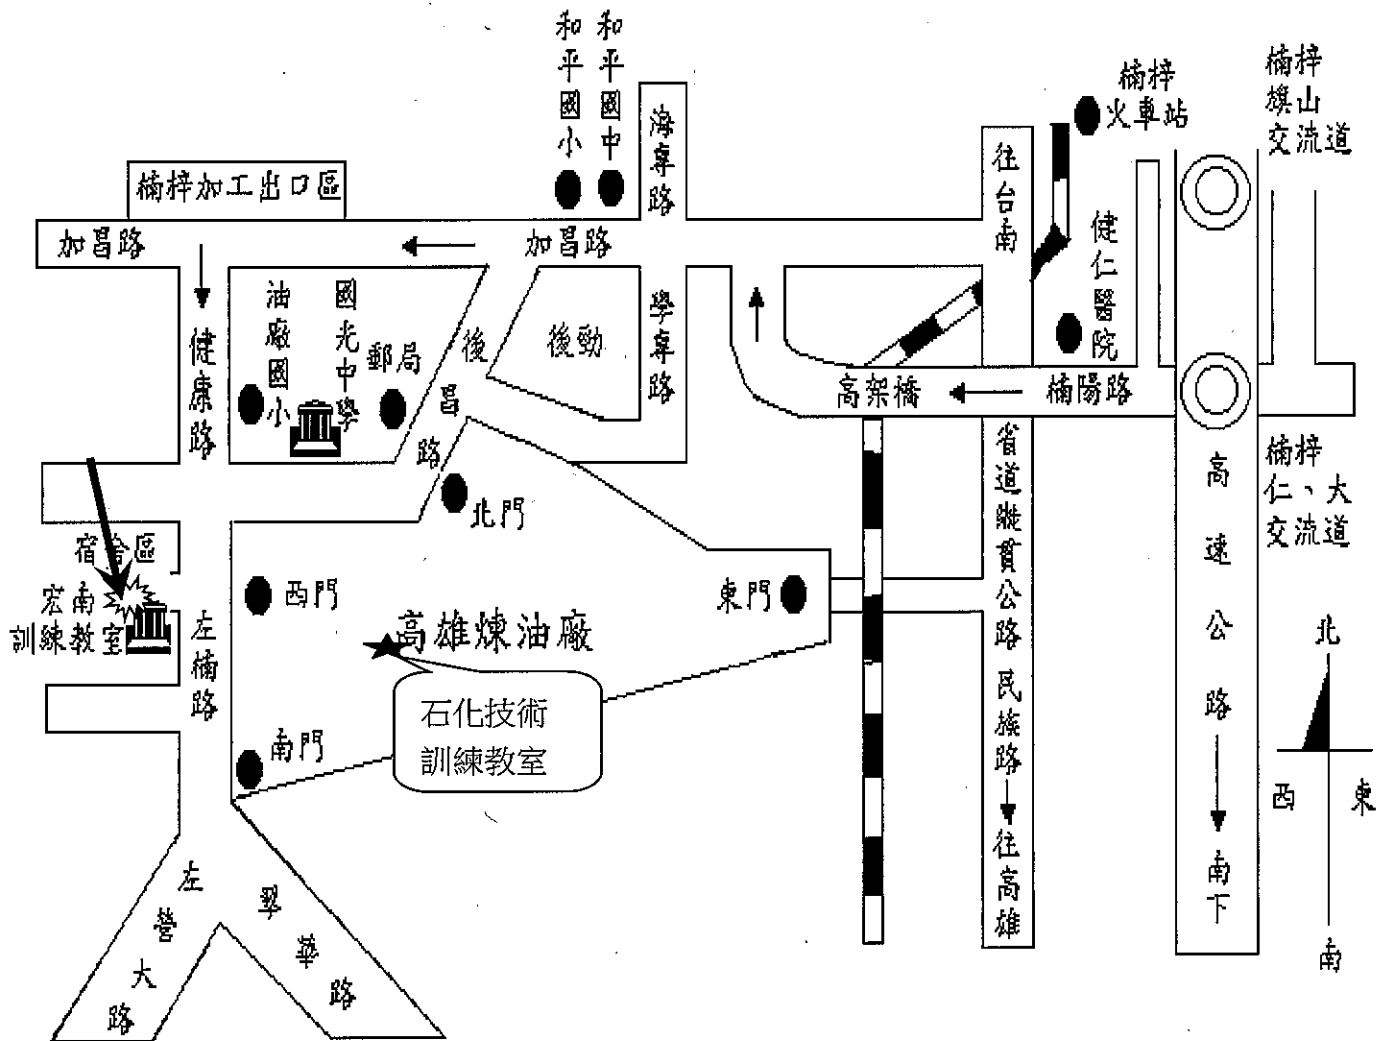 和平國小
和平國中
海專路
楠梓
火車站
楠梓
旗山
交流道
往台南
楠梓加工出口區
加昌路
加昌路
健仁醫院
油廠國小
國光中學
郵局
後昌路
後勁
學專路
健康路
高架橋
楠陽路
省道縱貫公路 民族路
往高雄
楠梓
仁、大
交流道
高速公路
南下
北門
宿舍區
宏南
訓練教室
西門
東門
高雄煉油廠
左楠路
石化技術
訓練教室
南門
北
西
東
南
左營大路
翠華路